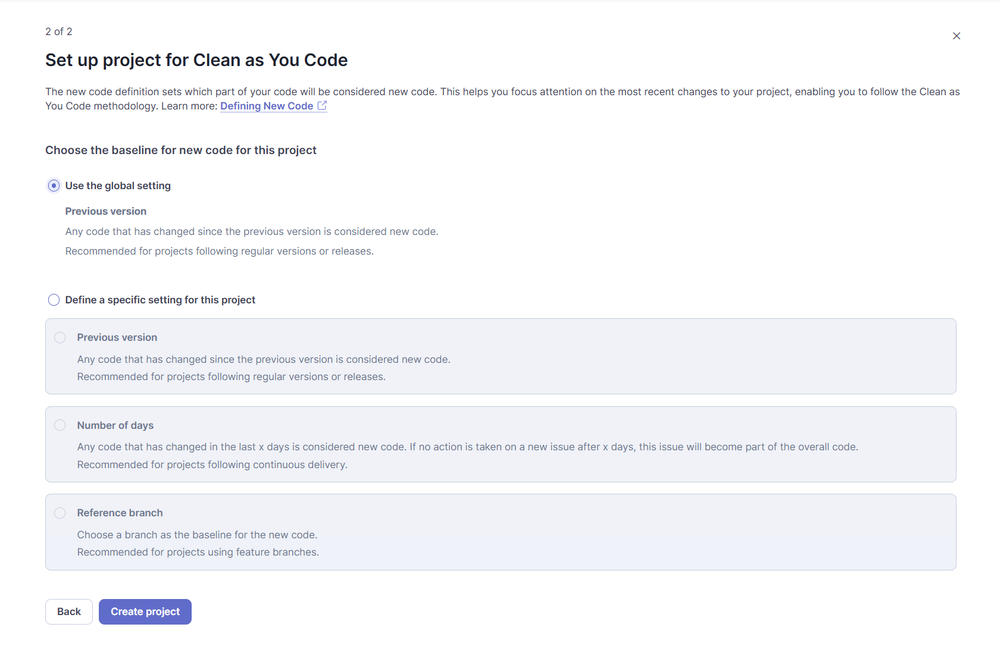 2 of 2
Set up project for Clean as You Code
The new code definition sets which part of your code will be considered new code. This helps you focus attention on the most recent changes to your project, enabling you to follow the Clean as
You Code methodology. Learn more: Defining New Code
Choose the baseline for new code for this project
Use the global setting
Previous version
Any code that has changed since the previous version is considered new code.
Recommended for projects following regular versions or releases.
Define a specific setting for this project
Previous version
Any code that has changed since the previous version is considered new code.
Recommended for projects following regular versions or releases.
Number of days
Any code that has changed in the last x days is considered new code. If no action is taken on a new issue after x days, this issue will become part of the overall code.
Recommended for projects following continuous delivery.
Reference branch
Choose a branch as the baseline for the new code.
Recommended for projects using feature branches.
Back Create project